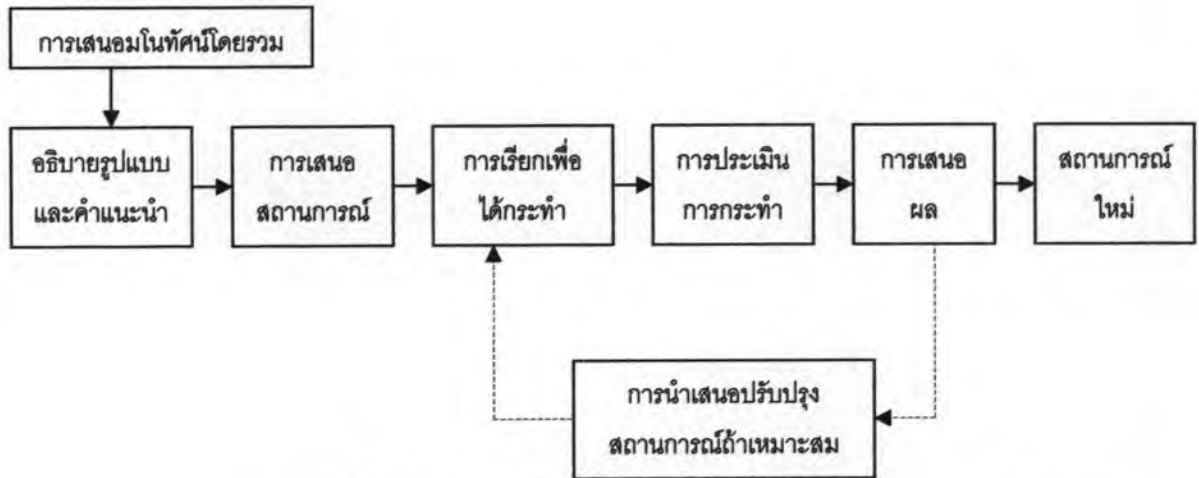 การเสนอมโนทัศน์โดยรวม
อธิบายรูปแบบ
และคำแนะนำ
การเสนอ
สถานการณ์
การเรียกเพื่อ
ได้กระทำ
การประเมิน
การกระทำ
การเสนอ
ผล
สถานการณ์
ใหม่
การนำเสนอปรับปรุง
สถานการณ์ถ้าเหมาะสม